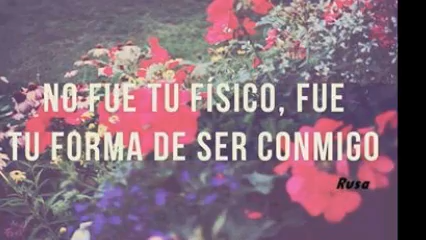 NO FUE TU FISICO, FUE
TU FORMA DE SER CONMIGO
Rusa